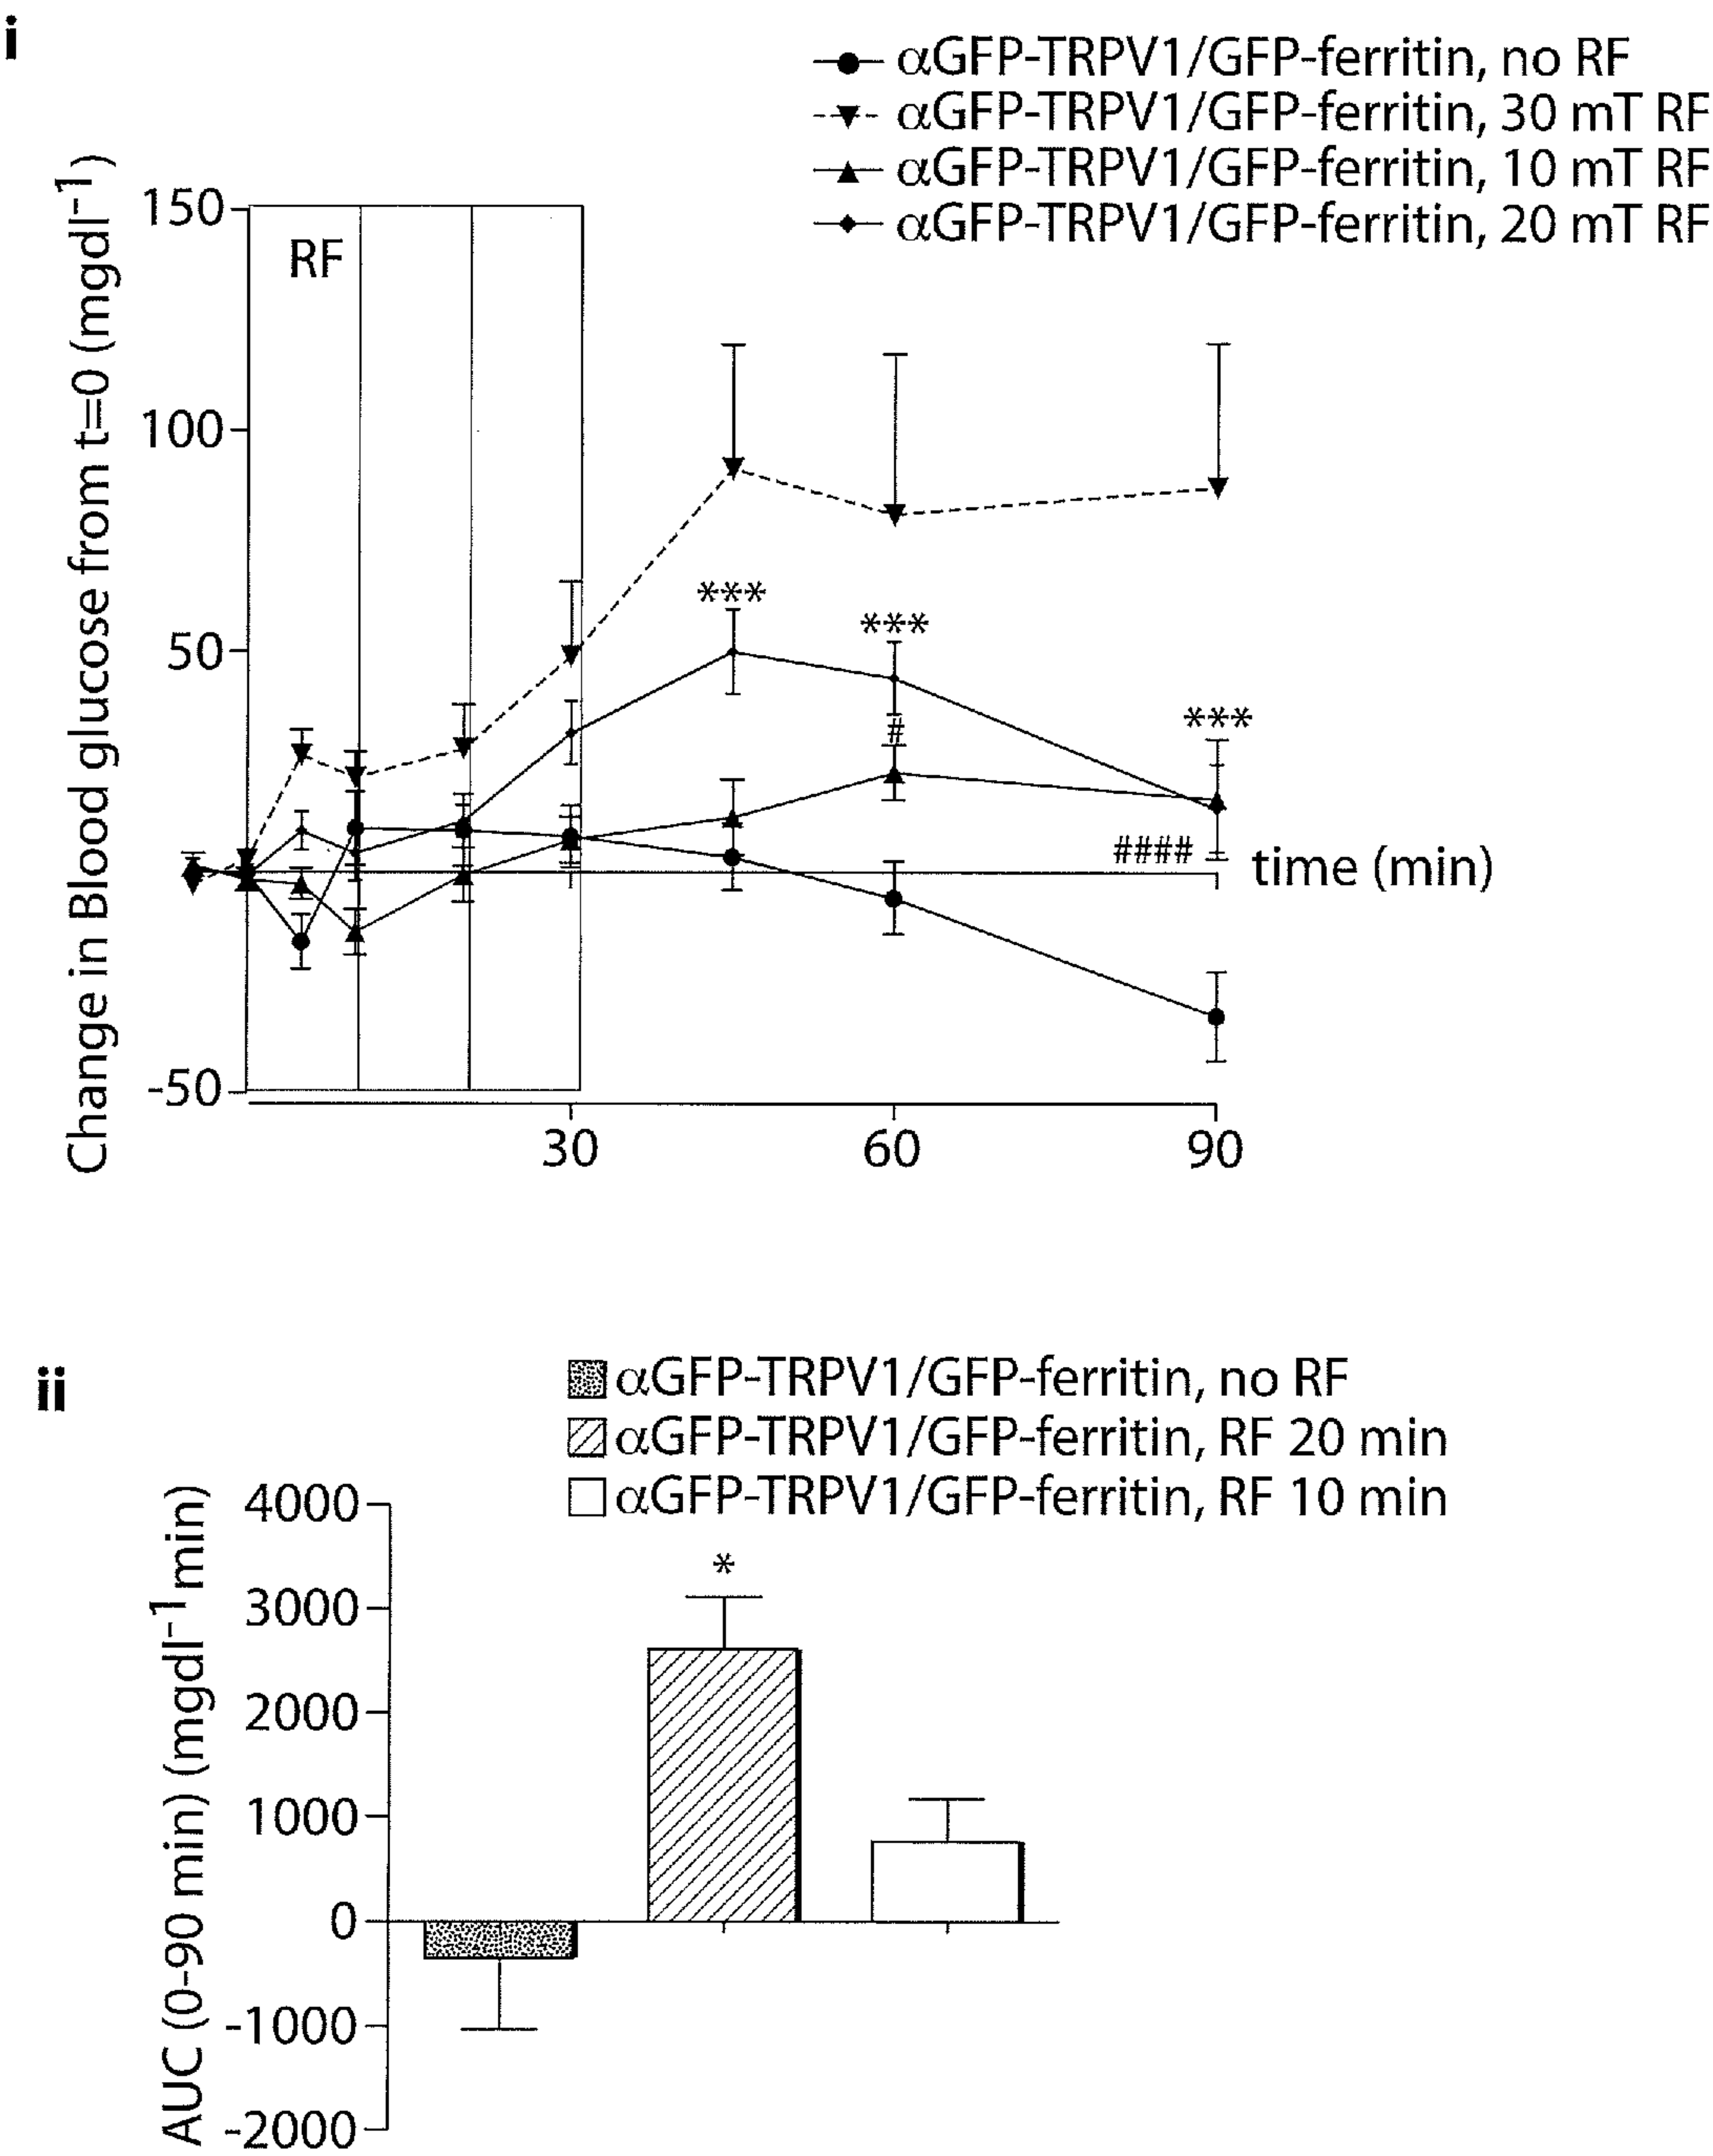 i
αGFP-TRPV1/GFP-ferritin, no RF
αGFP-TRPV1/GFP-ferritin, 30 mT RF
αGFP-TRPV1/GFP-ferritin, 10 mT RF
αGFP-TRPV1/GFP-ferritin, 20 mT RF
Change in Blood glucose from t=0 (mgdl⁻¹)
150
100
50
-50
RF
***
***
***
#
####
time (min)
30 60 90
ii
αGFP-TRPV1/GFP-ferritin, no RF
αGFP-TRPV1/GFP-ferritin, RF 20 min
αGFP-TRPV1/GFP-ferritin, RF 10 min
AUC (0-90 min) (mgdl⁻¹min)
4000
3000
2000
1000
0
-1000
-2000
*